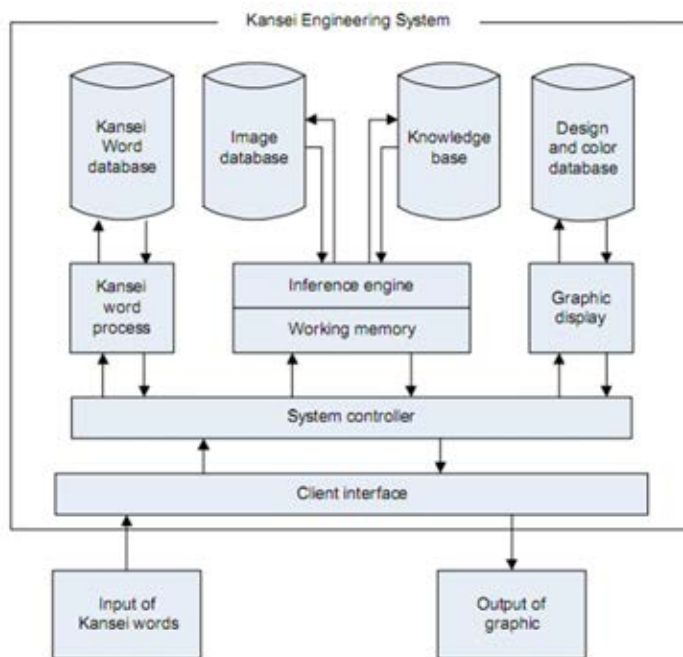 Kansei Engineering System
Kansei
Word
database
Image
database
Knowledge
base
Design
and color
database
Kansei
word
process
Inference engine
Working memory
Graphic
display
System controller
Client interface
Input of
Kansei words
Output of
graphic